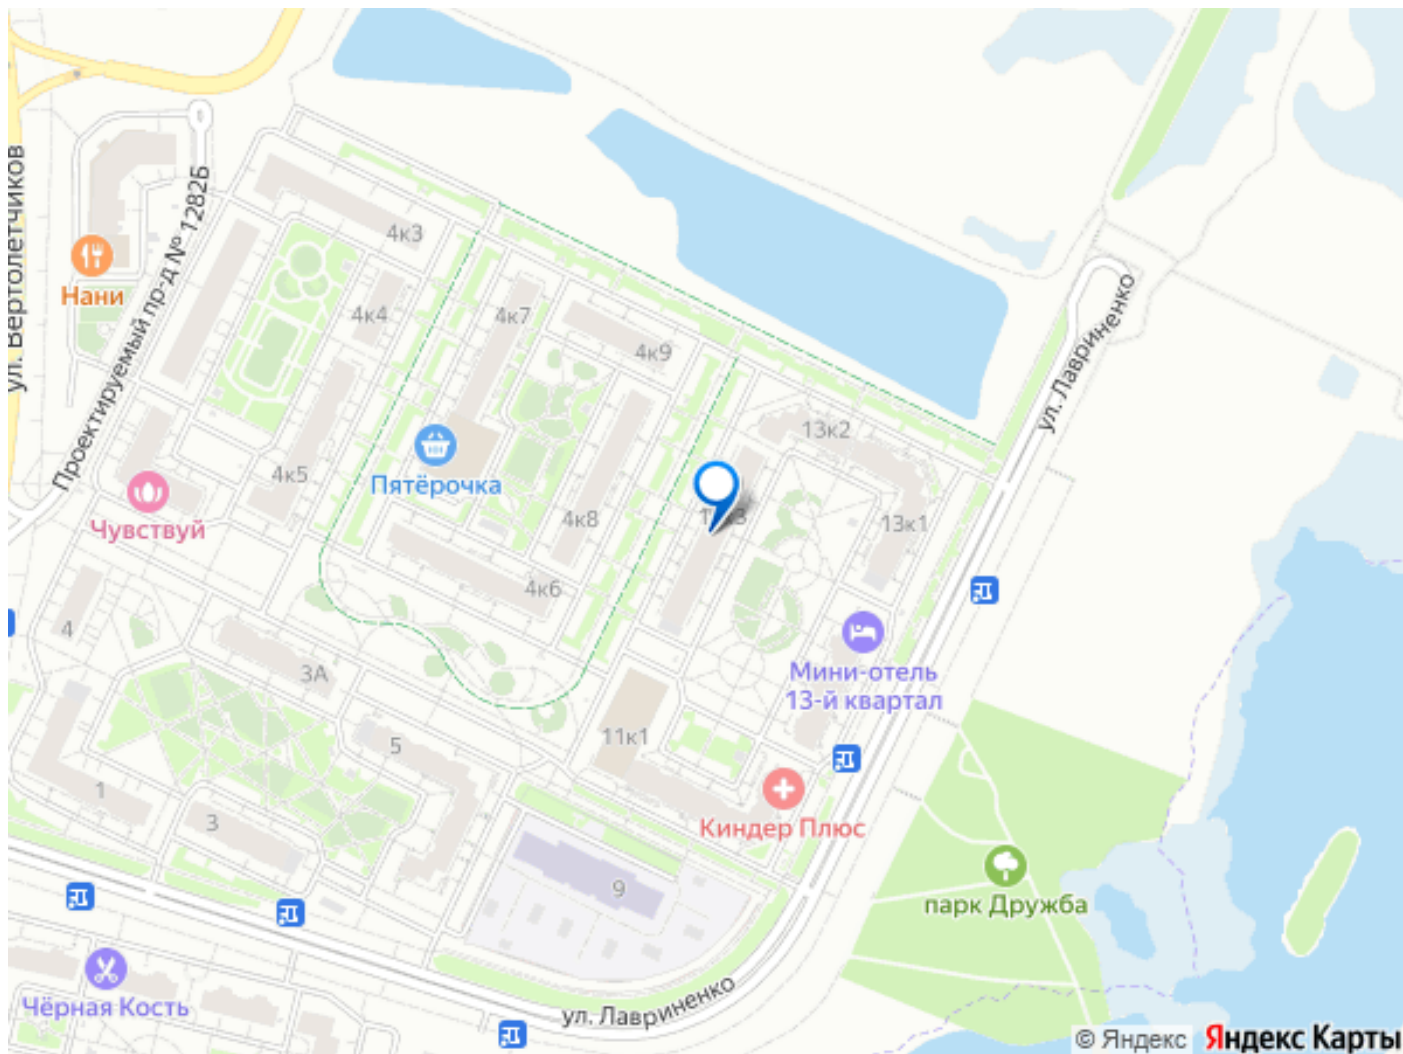 ул. Вертолетчиков
Проектируемый пр-д № 1282Б
4к3
Нани
4к4
4к7
4к9
ул. Лавриненко
13к2
Пятёрочка
4к5
4к8
13к1
Чувствуй
4к6
4
3А
Мини-отель
13-й квартал
11к1
5
1
3
Киндер Плюс
9
парк Дружба
Чёрная Кость
ул. Лавриненко
© Яндекс
Яндекс Карты